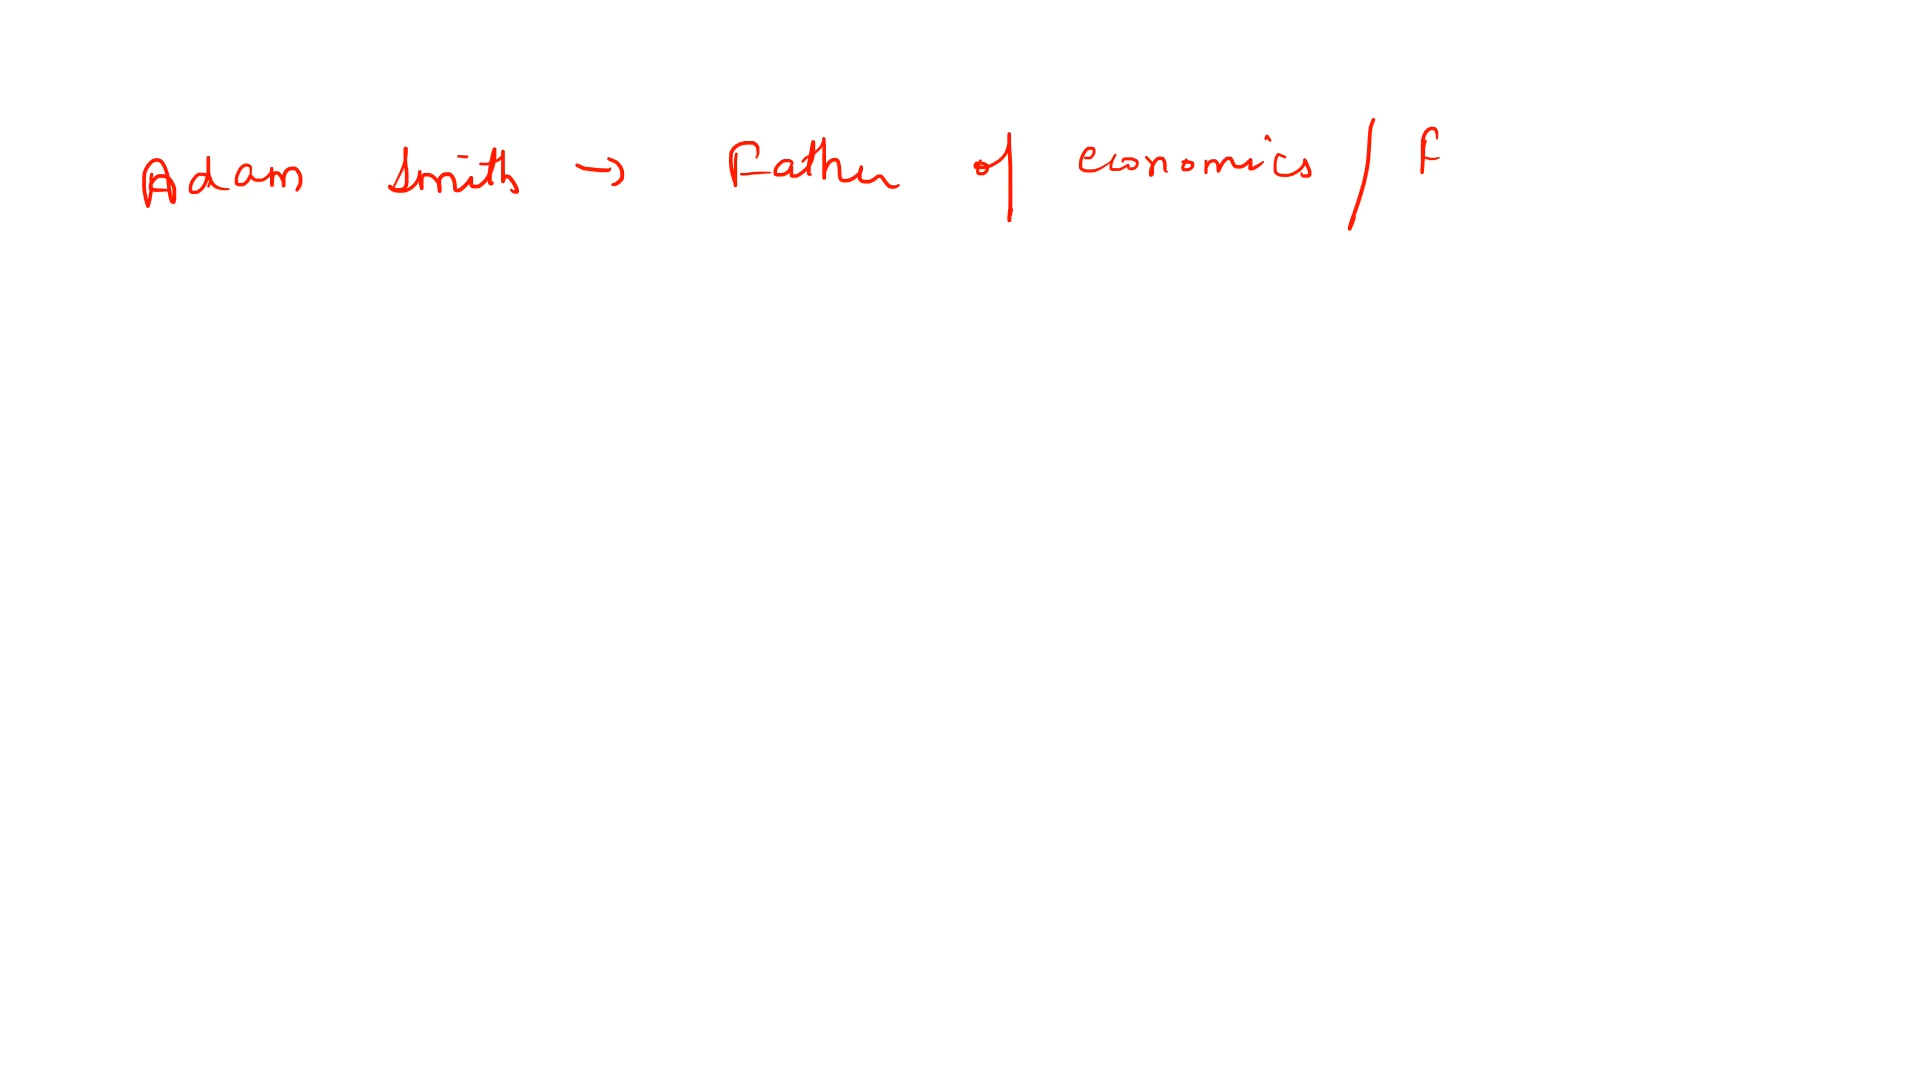 Adam Smith → Father of economics / F